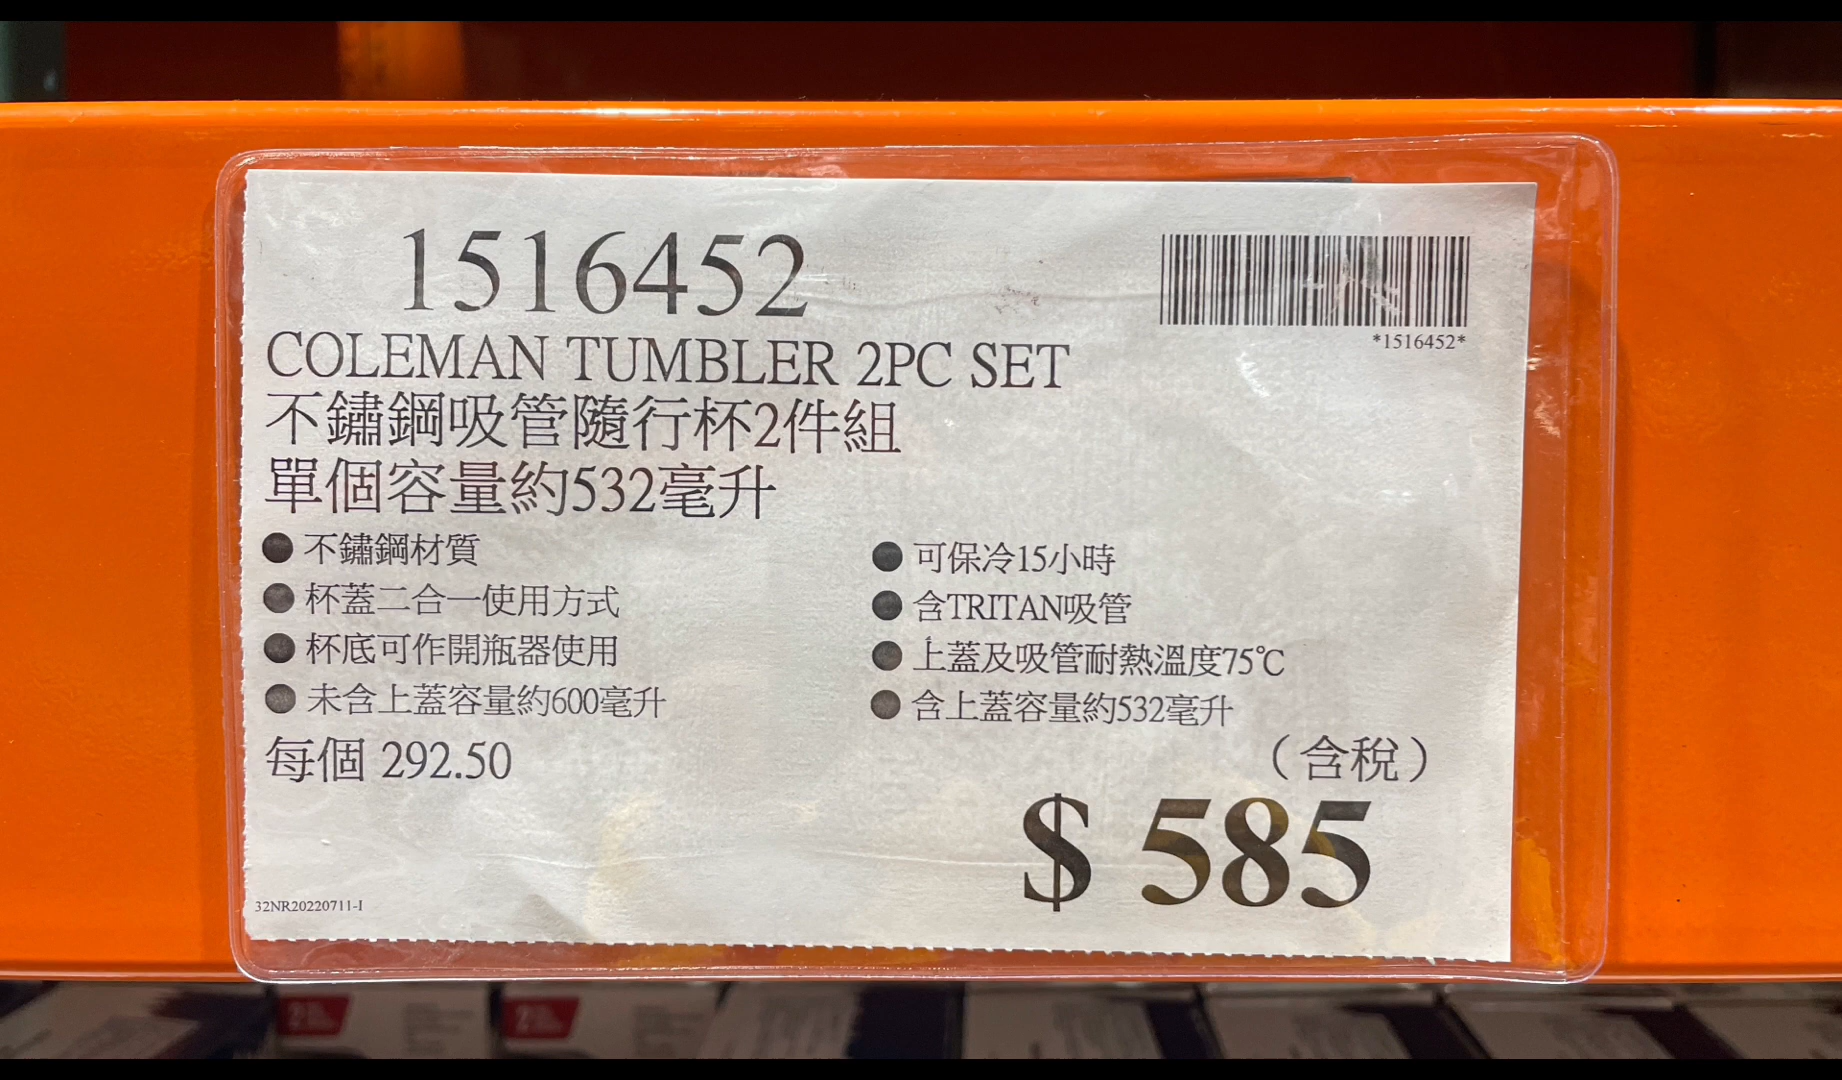 1516452
*1516452*
COLEMAN TUMBLER 2PC SET
不鏽鋼吸管隨行杯2件組
單個容量約532毫升
● 不鏽鋼材質
● 杯蓋二合一使用方式
● 杯底可作開瓶器使用
● 未含上蓋容量約600毫升
● 可保冷15小時
● 含TRITAN吸管
● 上蓋及吸管耐熱溫度75℃
● 含上蓋容量約532毫升
每個 292.50
（含稅）
$ 585
32NR20220711-I